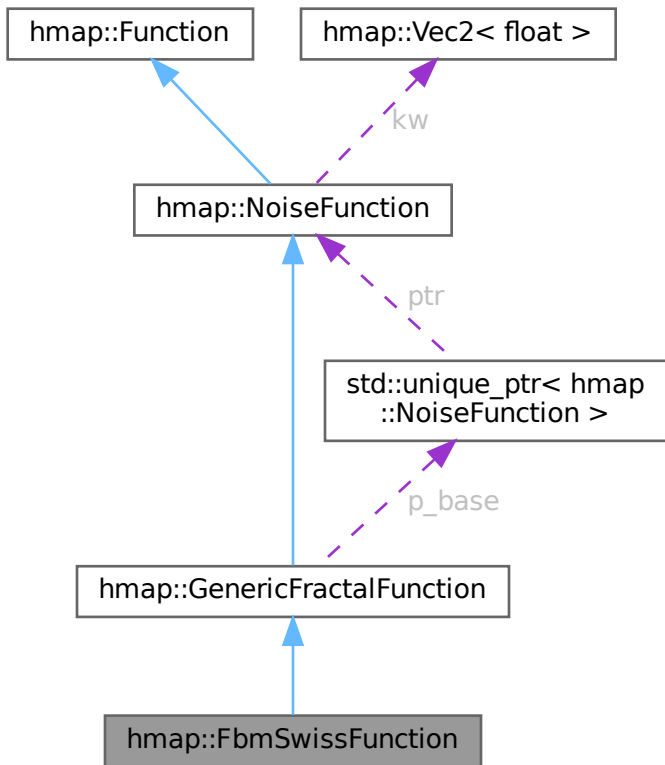 hmap::Function
hmap::Vec2< float >
kw
hmap::NoiseFunction
ptr
std::unique_ptr< hmap
::NoiseFunction >
p_base
hmap::GenericFractalFunction
hmap::FbmSwissFunction